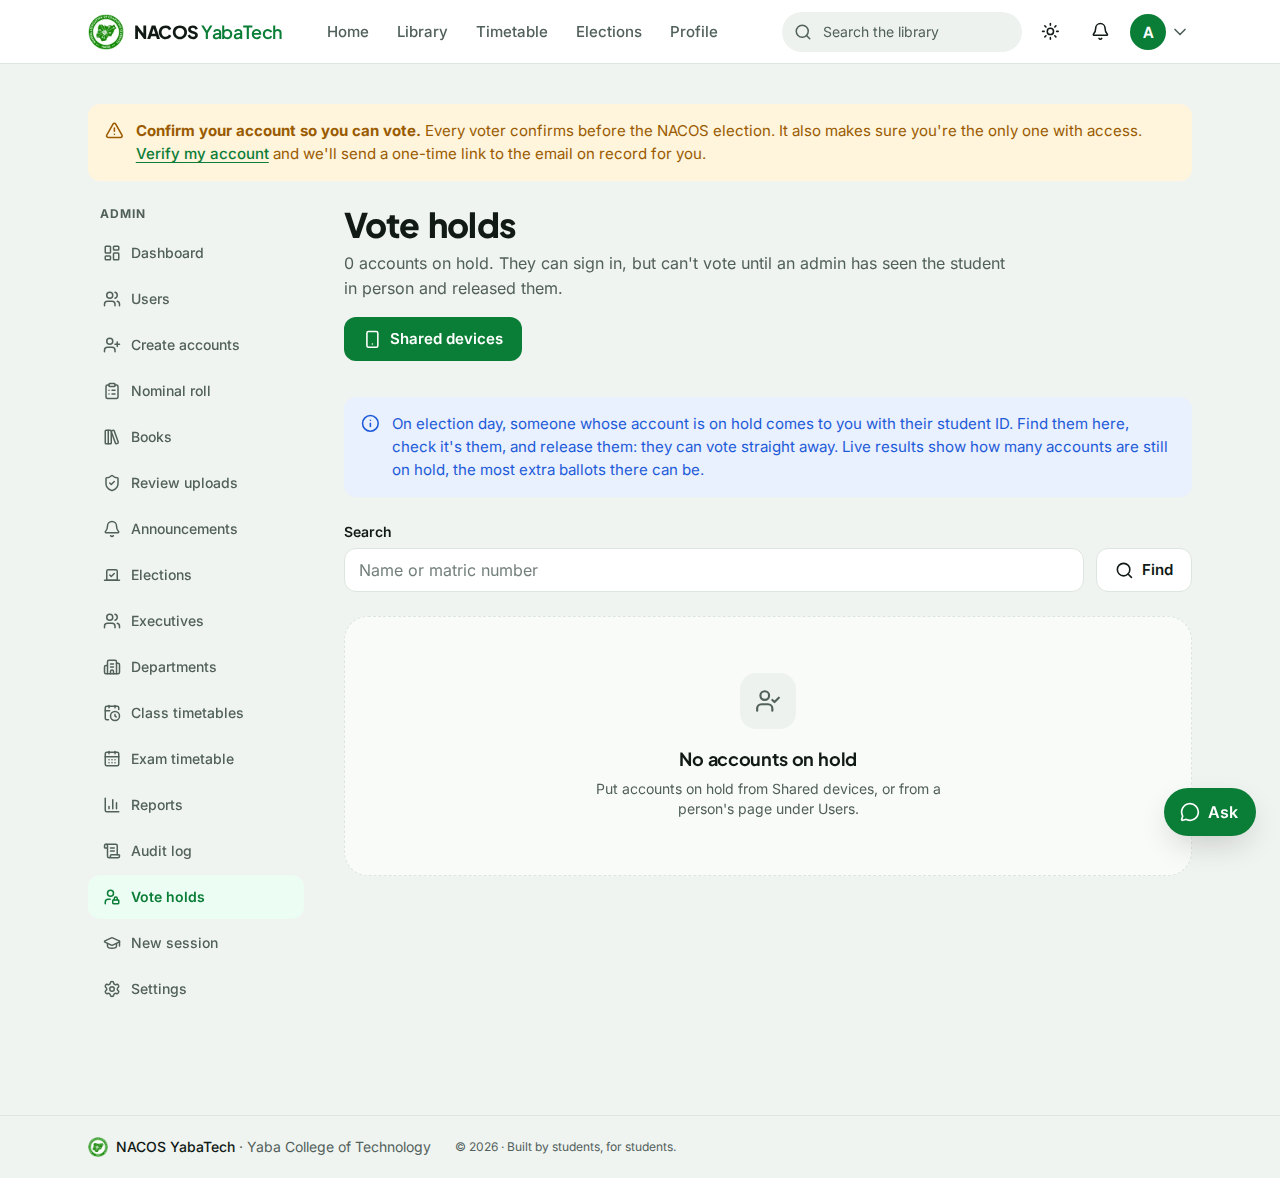 NACOS YabaTech
Home
Library
Timetable
Elections
Profile
Search the library
A
Confirm your account so you can vote. Every voter confirms before the NACOS election. It also makes sure you're the only one with access.
Verify my account and we'll send a one-time link to the email on record for you.
ADMIN
Dashboard
Users
Create accounts
Nominal roll
Books
Review uploads
Announcements
Elections
Executives
Departments
Class timetables
Exam timetable
Reports
Audit log
Vote holds
New session
Settings
Vote holds
0 accounts on hold. They can sign in, but can't vote until an admin has seen the student
in person and released them.
Shared devices
On election day, someone whose account is on hold comes to you with their student ID. Find them here,
check it's them, and release them: they can vote straight away. Live results show how many accounts are still
on hold, the most extra ballots there can be.
Search
Name or matric number
Find
No accounts on hold
Put accounts on hold from Shared devices, or from a
person's page under Users.
Ask
NACOS YabaTech · Yaba College of Technology
© 2026 · Built by students, for students.